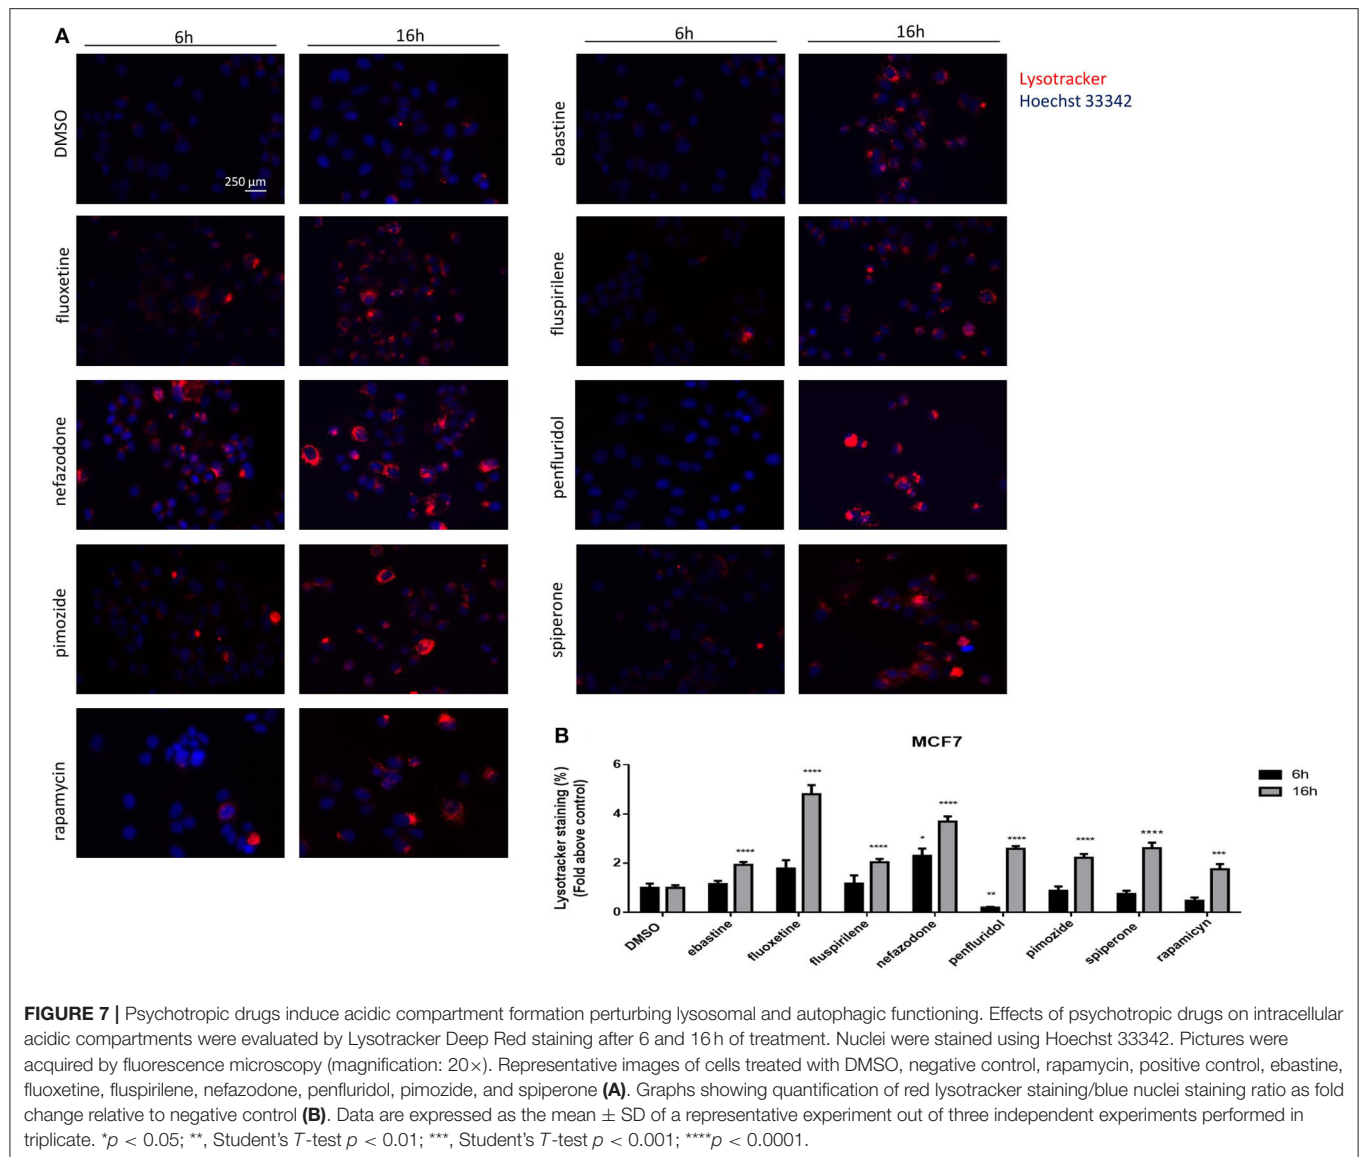 A
6h
16h
6h
16h
Lysotracker
Hoechst 33342
DMSO
250 µm
ebastine
fluoxetine
fluspirilene
nefazodone
penfluridol
pimozide
spiperone
rapamycin
B
MCF7
Lysotracker staining (%)
(Fold above control)
6
4
2
0
****
****
****
*
****
**
****
****
****
***
6h
16h
DMSO
ebastine
fluoxetine
fluspirilene
nefazodone
penfluridol
pimozide
spiperone
rapamicyn
FIGURE 7 | Psychotropic drugs induce acidic compartment formation perturbing lysosomal and autophagic functioning. Effects of psychotropic drugs on intracellular
acidic compartments were evaluated by Lysotracker Deep Red staining after 6 and 16 h of treatment. Nuclei were stained using Hoechst 33342. Pictures were
acquired by fluorescence microscopy (magnification: 20×). Representative images of cells treated with DMSO, negative control, rapamycin, positive control, ebastine,
fluoxetine, fluspirilene, nefazodone, penfluridol, pimozide, and spiperone (A). Graphs showing quantification of red lysotracker staining/blue nuclei staining ratio as fold
change relative to negative control (B). Data are expressed as the mean ± SD of a representative experiment out of three independent experiments performed in
triplicate. *p < 0.05; **, Student's T-test p < 0.01; ***, Student's T-test p < 0.001; ****p < 0.0001.